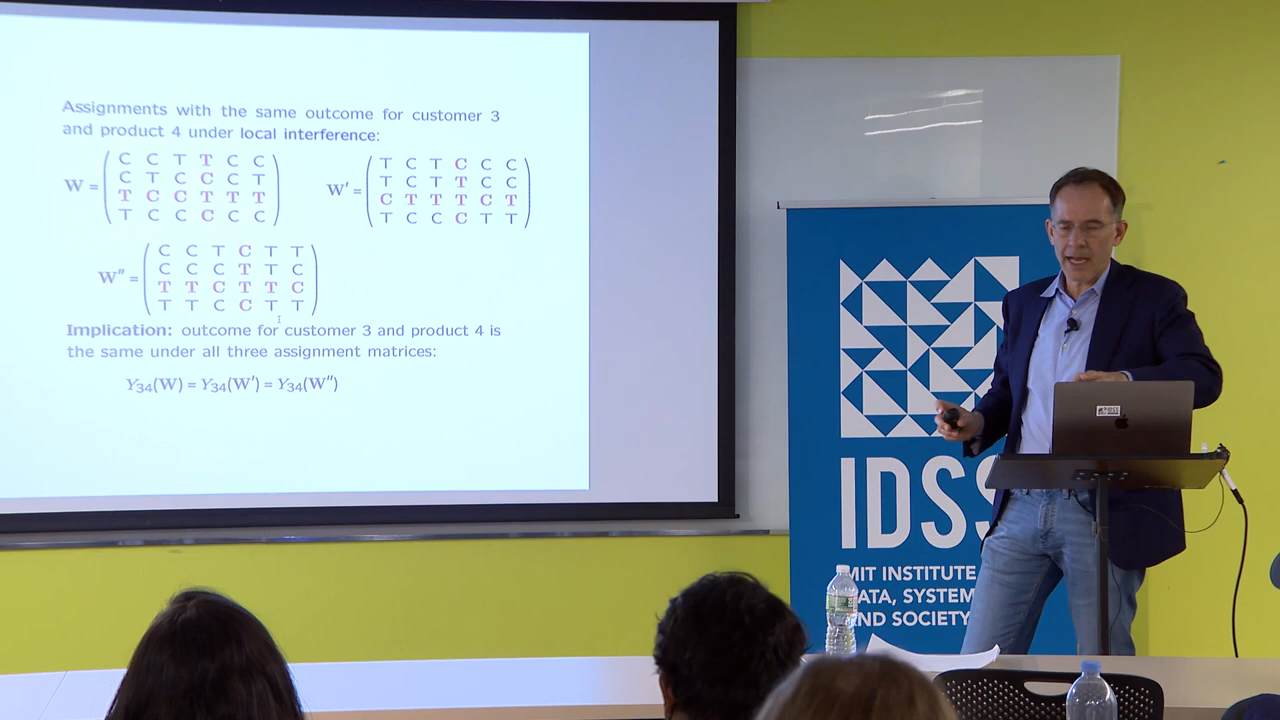 Assignments with the same outcome for customer 3
and product 4 under local interference:
W =
C C T T C C
C T C C C T
T C C T T T
T C C C C C
W′ =
T C T C C C
T C T T C C
C T T T C T
T C C C T T
W″ =
C C T C T T
C C C T T C
T T C T T C
T T C C T T
Implication: outcome for customer 3 and product 4 is
the same under all three assignment matrices:
Y34(W) = Y34(W′) = Y34(W″)
IDSS
MIT INSTITUTE
DATA, SYSTEM
AND SOCIETY